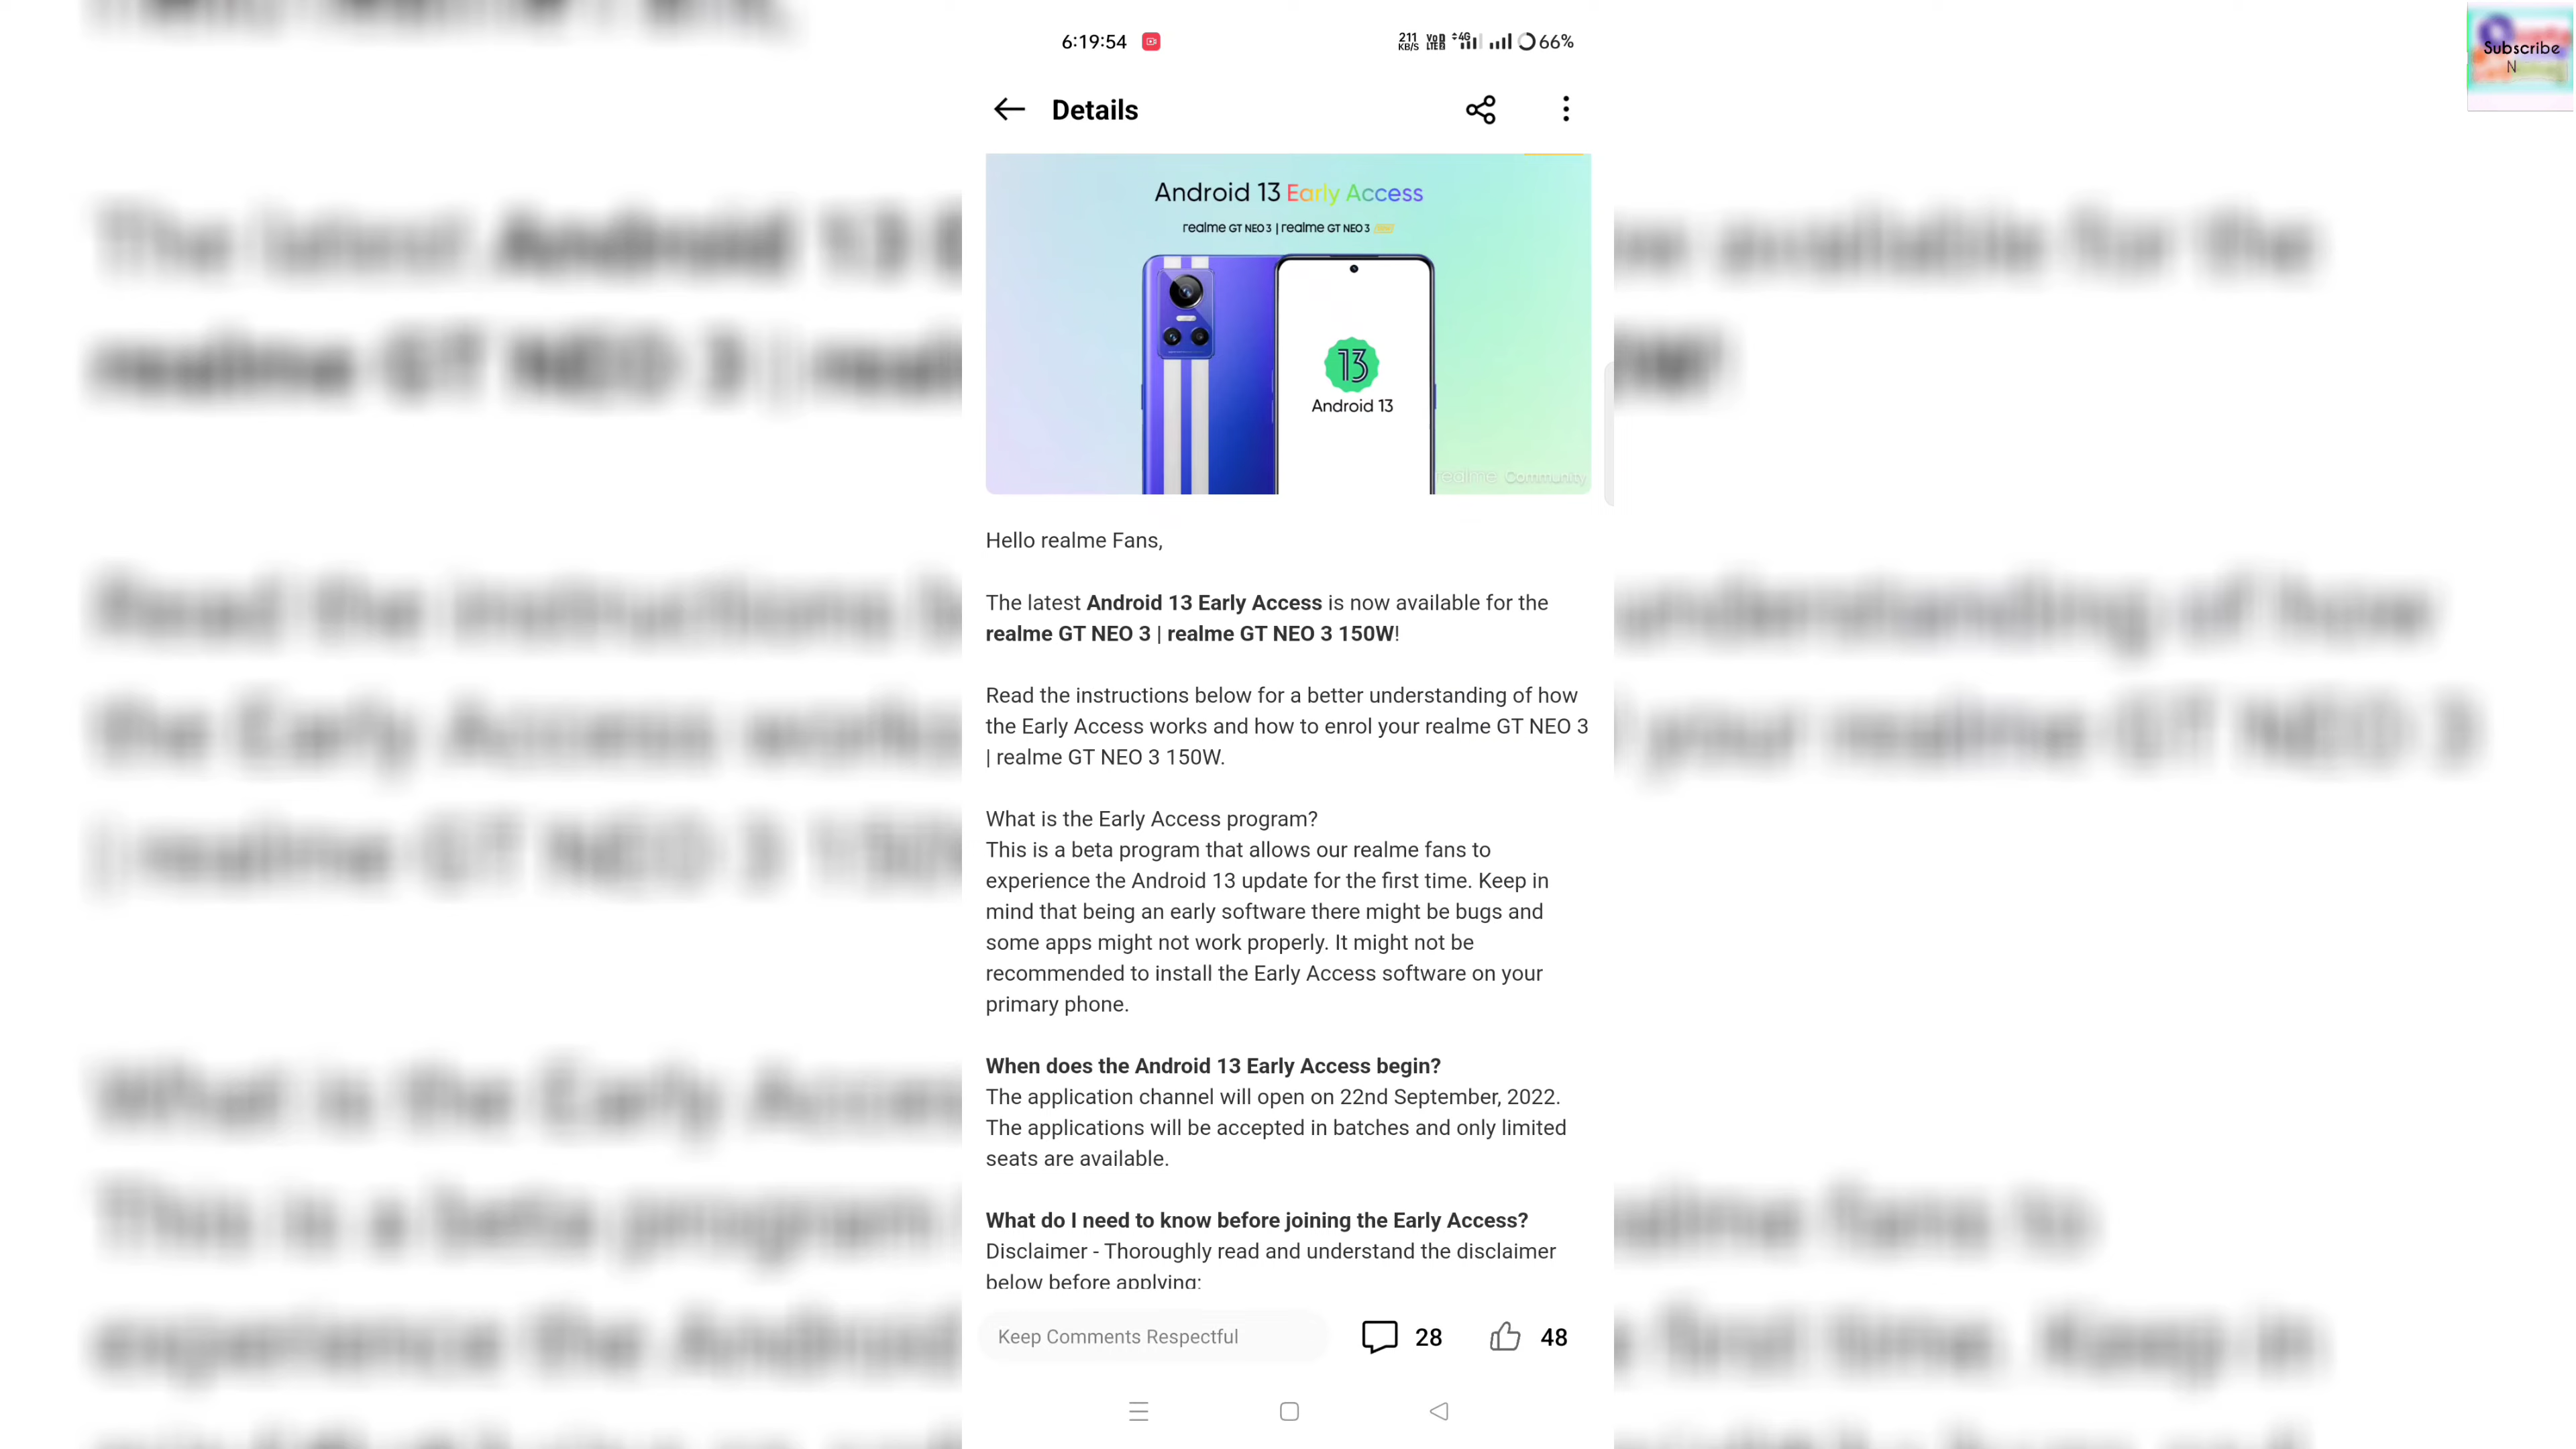 6:19:54
211 KB/S VoD LTE 4G 66%
Subscribe
N
Details
Android 13 Early Access
realme GT NEO 3 | realme GT NEO 3
13
Android 13
realme Community
Hello realme Fans,
The latest Android 13 Early Access is now available for the
realme GT NEO 3 | realme GT NEO 3 150W!
Read the instructions below for a better understanding of how
the Early Access works and how to enrol your realme GT NEO 3
| realme GT NEO 3 150W.
What is the Early Access program?
This is a beta program that allows our realme fans to
experience the Android 13 update for the first time. Keep in
mind that being an early software there might be bugs and
some apps might not work properly. It might not be
recommended to install the Early Access software on your
primary phone.
When does the Android 13 Early Access begin?
The application channel will open on 22nd September, 2022.
The applications will be accepted in batches and only limited
seats are available.
What do I need to know before joining the Early Access?
Disclaimer - Thoroughly read and understand the disclaimer
below before applying:
Keep Comments Respectful
28
48